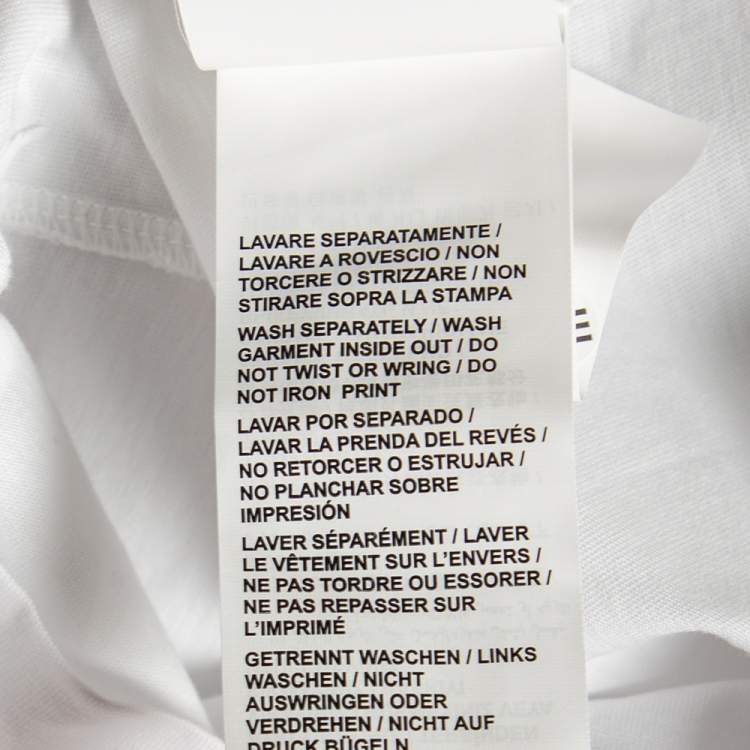 LAVARE SEPARATAMENTE /
LAVARE A ROVESCIO / NON
TORCERE O STRIZZARE / NON
STIRARE SOPRA LA STAMPA
WASH SEPARATELY / WASH
GARMENT INSIDE OUT / DO
NOT TWIST OR WRING / DO
NOT IRON PRINT
LAVAR POR SEPARADO /
LAVAR LA PRENDA DEL REVÉS /
NO RETORCER O ESTRUJAR /
NO PLANCHAR SOBRE
IMPRESIÓN
LAVER SÉPARÉMENT / LAVER
LE VÊTEMENT SUR L'ENVERS /
NE PAS TORDRE OU ESSORER /
NE PAS REPASSER SUR
L'IMPRIMÉ
GETRENNT WASCHEN / LINKS
WASCHEN / NICHT
AUSWRINGEN ODER
VERDREHEN / NICHT AUF
DRUCK BÜGELN